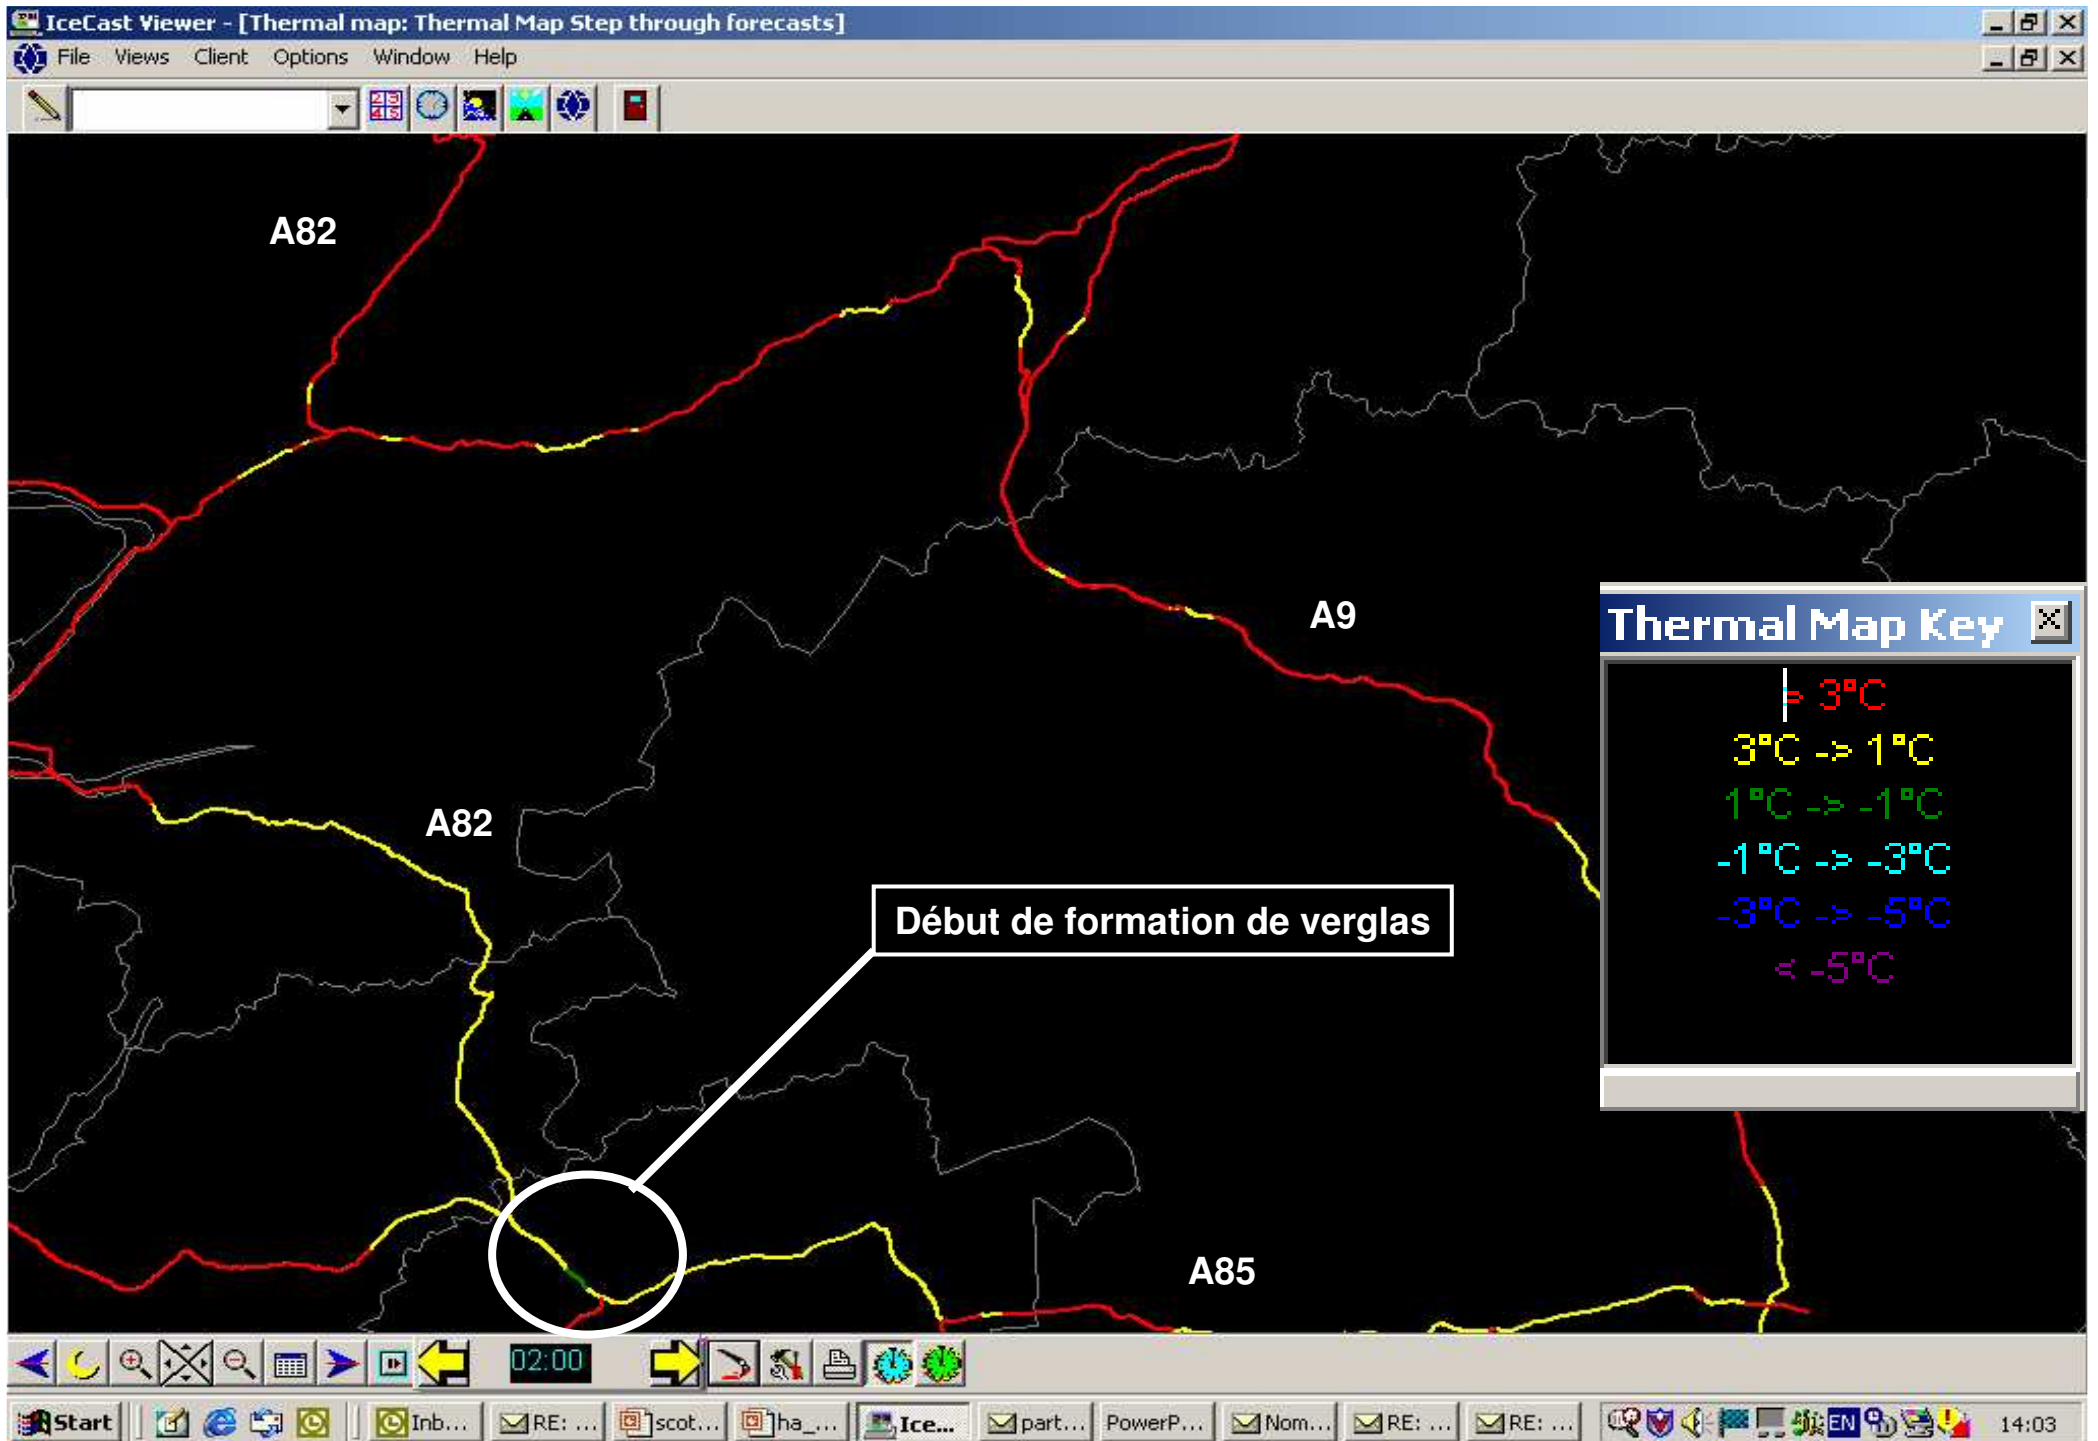 IceCast Viewer - [Thermal map: Thermal Map Step through forecasts]
File Views Client Options Window Help
A82
A9
Thermal Map Key
> 3°C
3°C -> 1°C
1°C -> -1°C
-1°C -> -3°C
-3°C -> -5°C
< -5°C
A82
Début de formation de verglas
A85
02:00
Start Inb... RE: ... scot... ha_... Ice... part... PowerP... Nom... RE: ... RE: ... EN 14:03